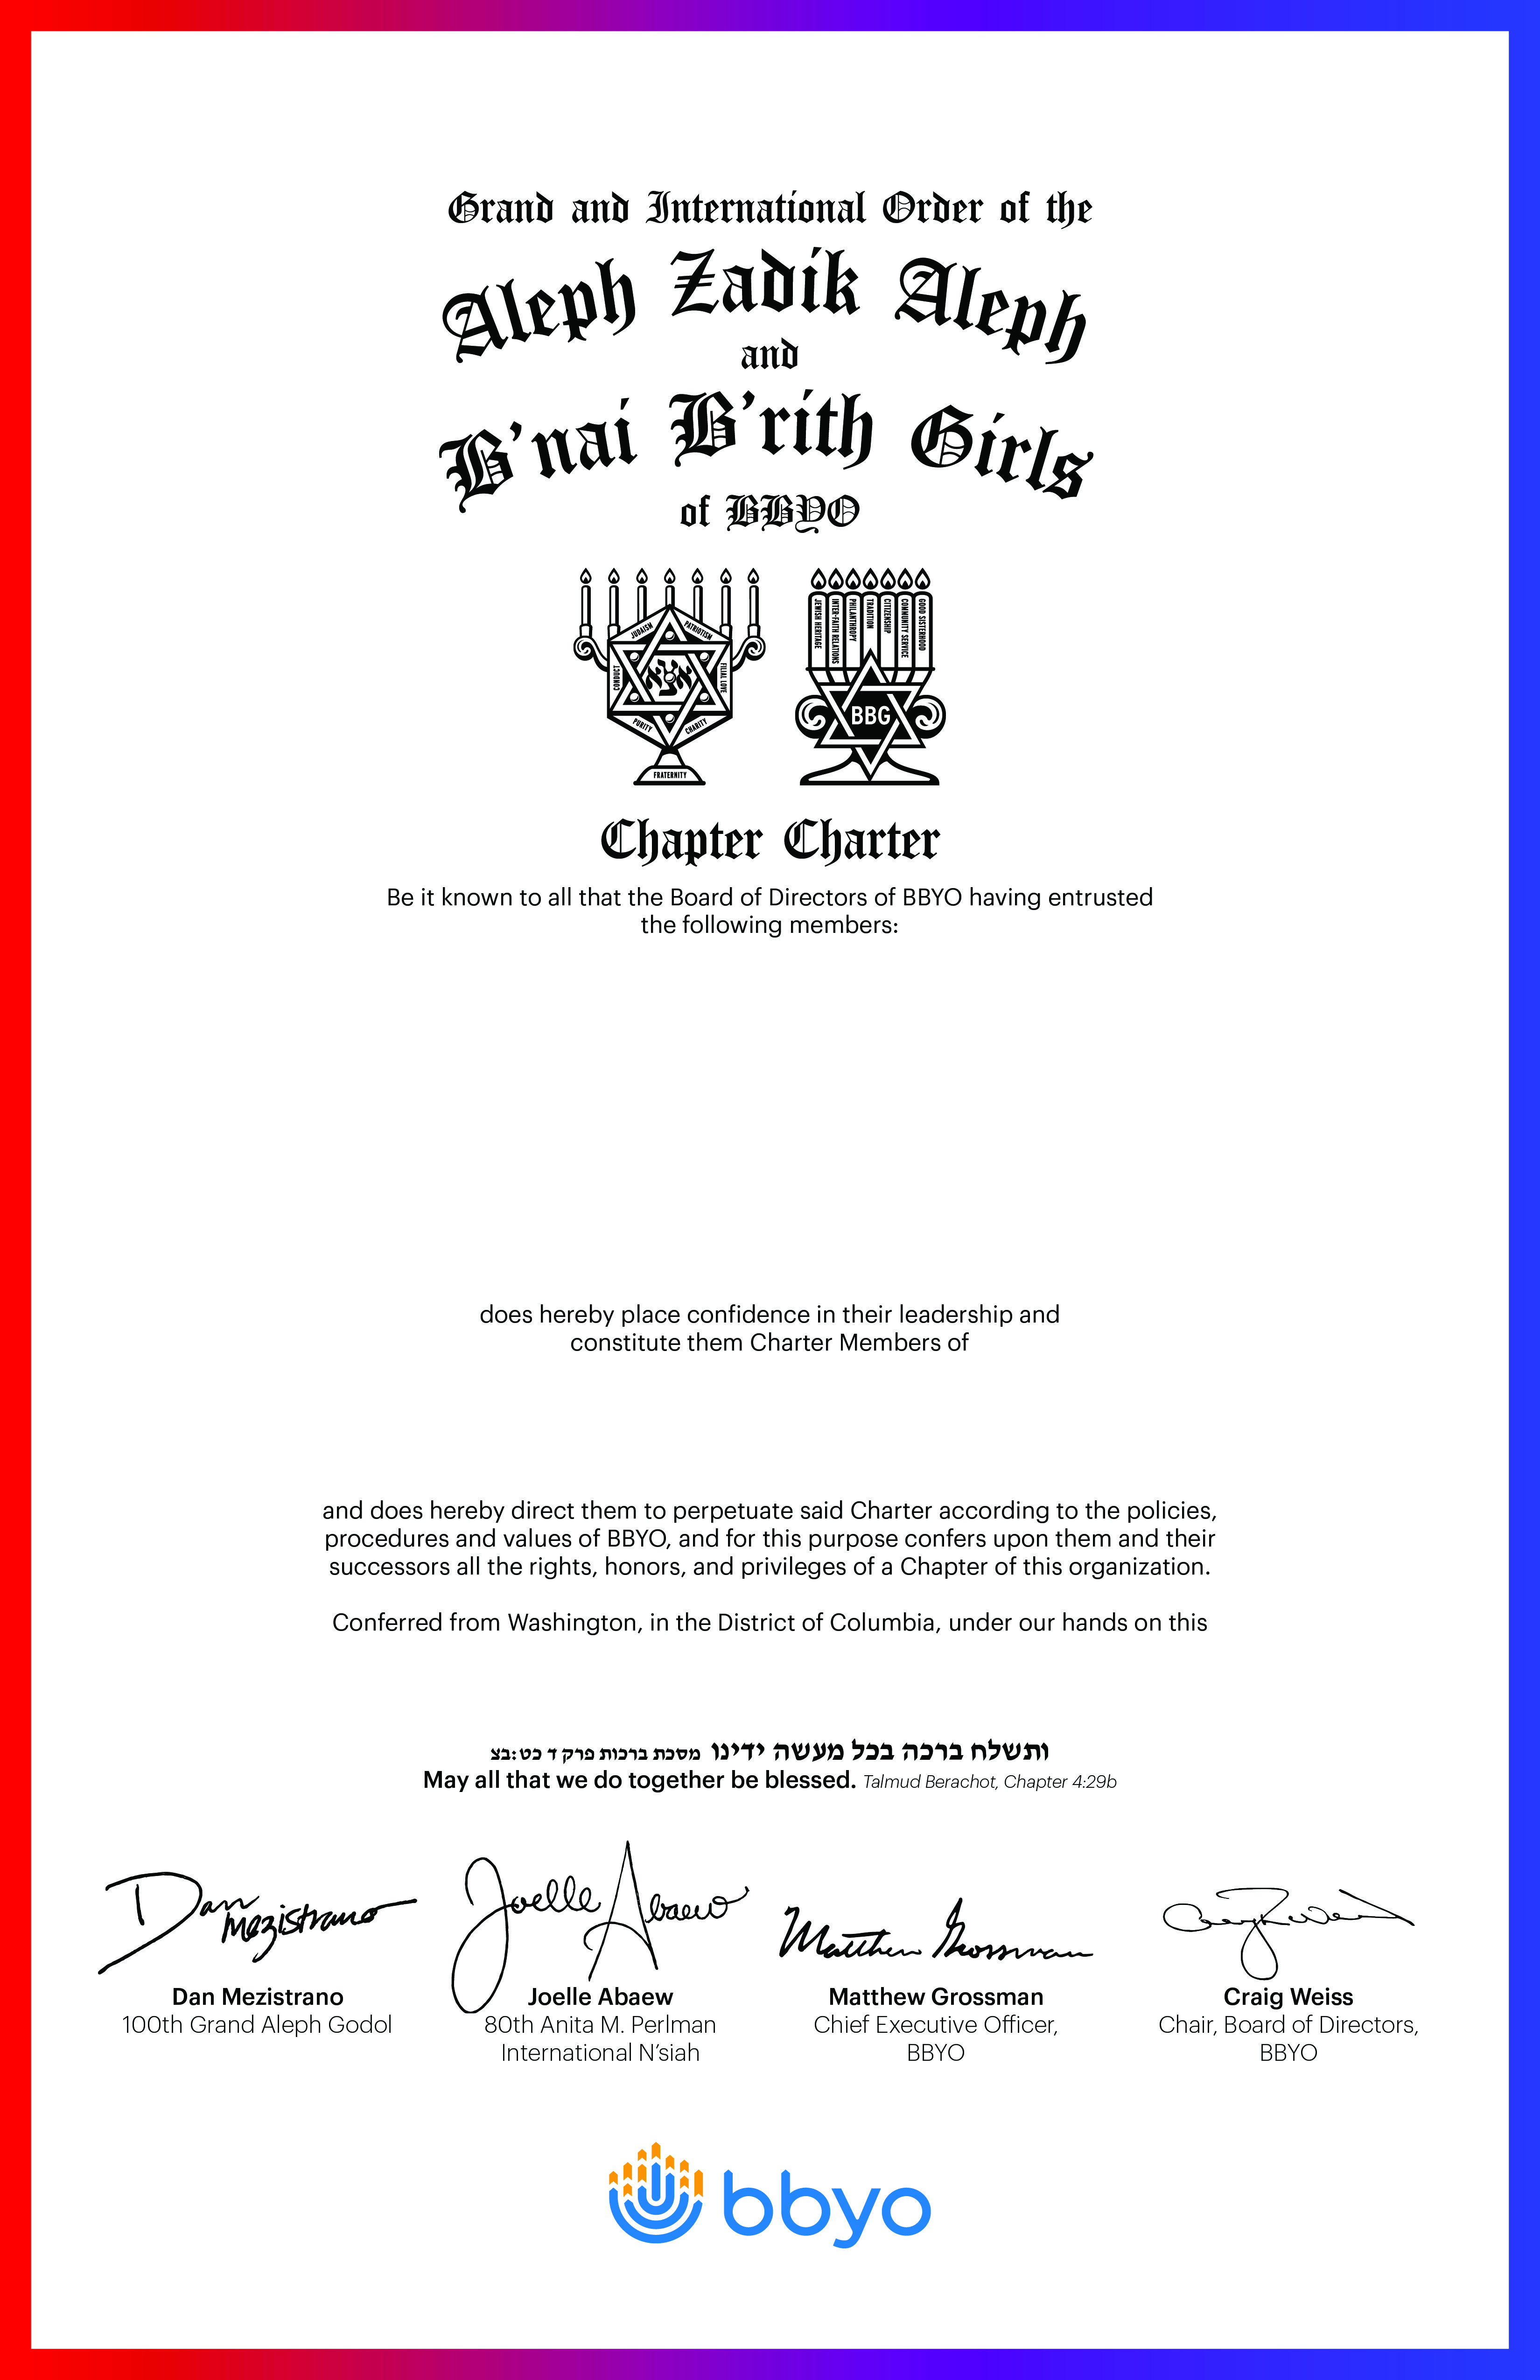 Grand and International Order of the
Aleph Zadik Aleph
and
B'nai B'rith Girls
of BBYO
JUDAISM
PATRIOTISM
CONDUCT
FILIAL LOVE
אצא
PURITY
CHARITY
FRATERNITY
JEWISH HERITAGE
INTER-FAITH RELATIONS
PHILANTHROPY
TRADITION
CITIZENSHIP
COMMUNITY SERVICE
GOOD SISTERHOOD
BBG
Chapter Charter
Be it known to all that the Board of Directors of BBYO having entrusted
the following members:
does hereby place confidence in their leadership and
constitute them Charter Members of
and does hereby direct them to perpetuate said Charter according to the policies,
procedures and values of BBYO, and for this purpose confers upon them and their
successors all the rights, honors, and privileges of a Chapter of this organization.
Conferred from Washington, in the District of Columbia, under our hands on this
ותשלח ברכה בכל מעשה ידינו מסכת ברכות פרק ד כט:בצ
May all that we do together be blessed. Talmud Berachot, Chapter 4:29b
Dan Mezistrano
Joelle Abaew
Matthew Grossman
Craig Weiss
Dan Mezistrano
100th Grand Aleph Godol
Joelle Abaew
80th Anita M. Perlman
International N'siah
Matthew Grossman
Chief Executive Officer,
BBYO
Craig Weiss
Chair, Board of Directors,
BBYO
bbyo